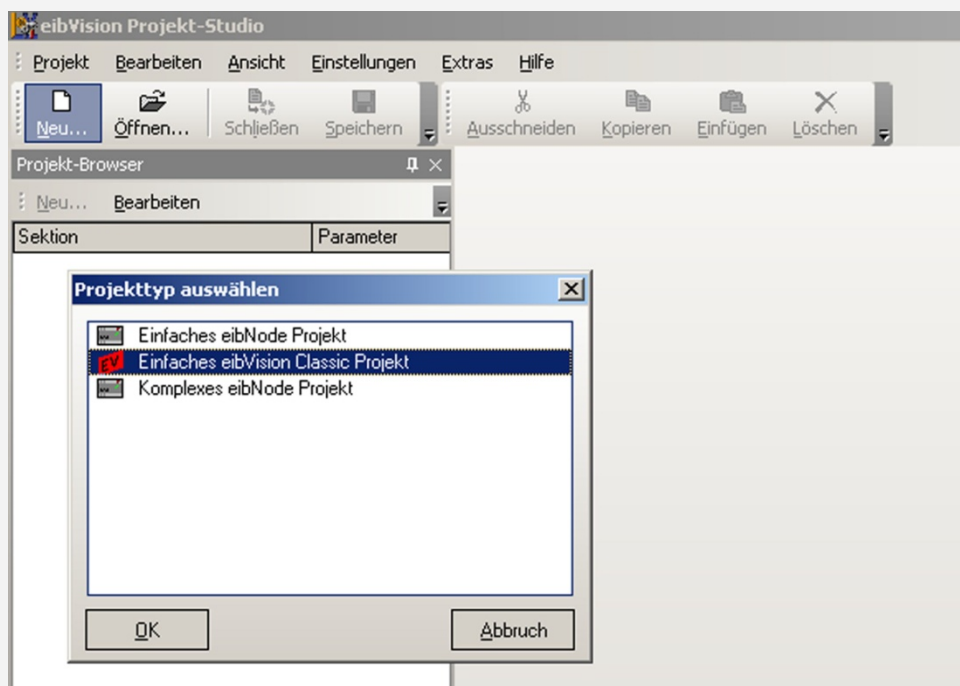 eibVision Projekt-Studio
Projekt Bearbeiten Ansicht Einstellungen Extras Hilfe
Neu... Öffnen... Schließen Speichern Ausschneiden Kopieren Einfügen Löschen
Projekt-Browser
Neu... Bearbeiten
Sektion Parameter
Projekttyp auswählen
Einfaches eibNode Projekt
EV Einfaches eibVision Classic Projekt
Komplexes eibNode Projekt
OK Abbruch